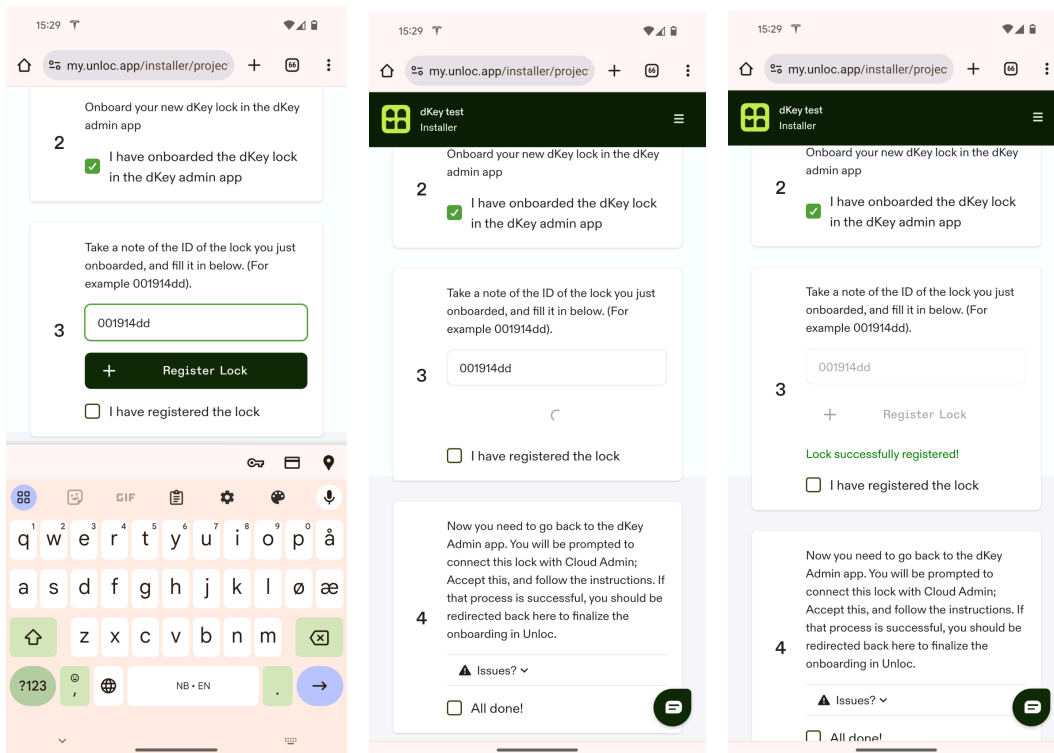 15:29
my.unloc.app/installer/projec
66
Onboard your new dKey lock in the dKey
admin app
2
I have onboarded the dKey lock
in the dKey admin app
Take a note of the ID of the lock you just
onboarded, and fill it in below. (For
example 001914dd).
3
001914dd
+ Register Lock
I have registered the lock
GIF
q1 w2 e3 r4 t5 y6 u7 i8 o9 p0 å
a s d f g h j k l ø æ
z x c v b n m
?123 , NB • EN .
15:29
my.unloc.app/installer/projec
66
dKey test
Installer
Onboard your new dKey lock in the dKey
admin app
2
I have onboarded the dKey lock
in the dKey admin app
Take a note of the ID of the lock you just
onboarded, and fill it in below. (For
example 001914dd).
3
001914dd
I have registered the lock
Now you need to go back to the dKey
Admin app. You will be prompted to
connect this lock with Cloud Admin;
Accept this, and follow the instructions. If
that process is successful, you should be
4
redirected back here to finalize the
onboarding in Unloc.
Issues?
All done!
15:29
my.unloc.app/installer/projec
66
dKey test
Installer
Onboard your new dKey lock in the dKey
admin app
2
I have onboarded the dKey lock
in the dKey admin app
Take a note of the ID of the lock you just
onboarded, and fill it in below. (For
example 001914dd).
001914dd
3
+ Register Lock
Lock successfully registered!
I have registered the lock
Now you need to go back to the dKey
Admin app. You will be prompted to
connect this lock with Cloud Admin;
Accept this, and follow the instructions. If
that process is successful, you should be
4
redirected back here to finalize the
onboarding in Unloc.
Issues?
All done!